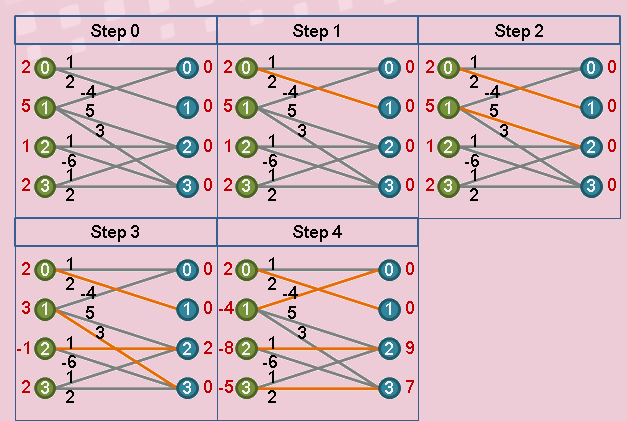 Step 0
Step 1
Step 2
2 0 1 0 0
2
-4
5 1 5 1 0
3
1 2 1 2 0
-6
1
2 3 2 3 0
2 0 1 0 0
2
-4
5 1 5 1 0
3
1 2 1 2 0
-6
1
2 3 2 3 0
2 0 1 0 0
2
-4
5 1 5 1 0
3
1 2 1 2 0
-6
1
2 3 2 3 0
Step 3
Step 4
2 0 1 0 0
2
-4
3 1 5 1 0
3
-1 2 1 2 2
-6
1
2 3 2 3 0
2 0 1 0 0
2
-4
-4 1 5 1 0
3
-8 2 1 2 9
-6
1
-5 3 2 3 7